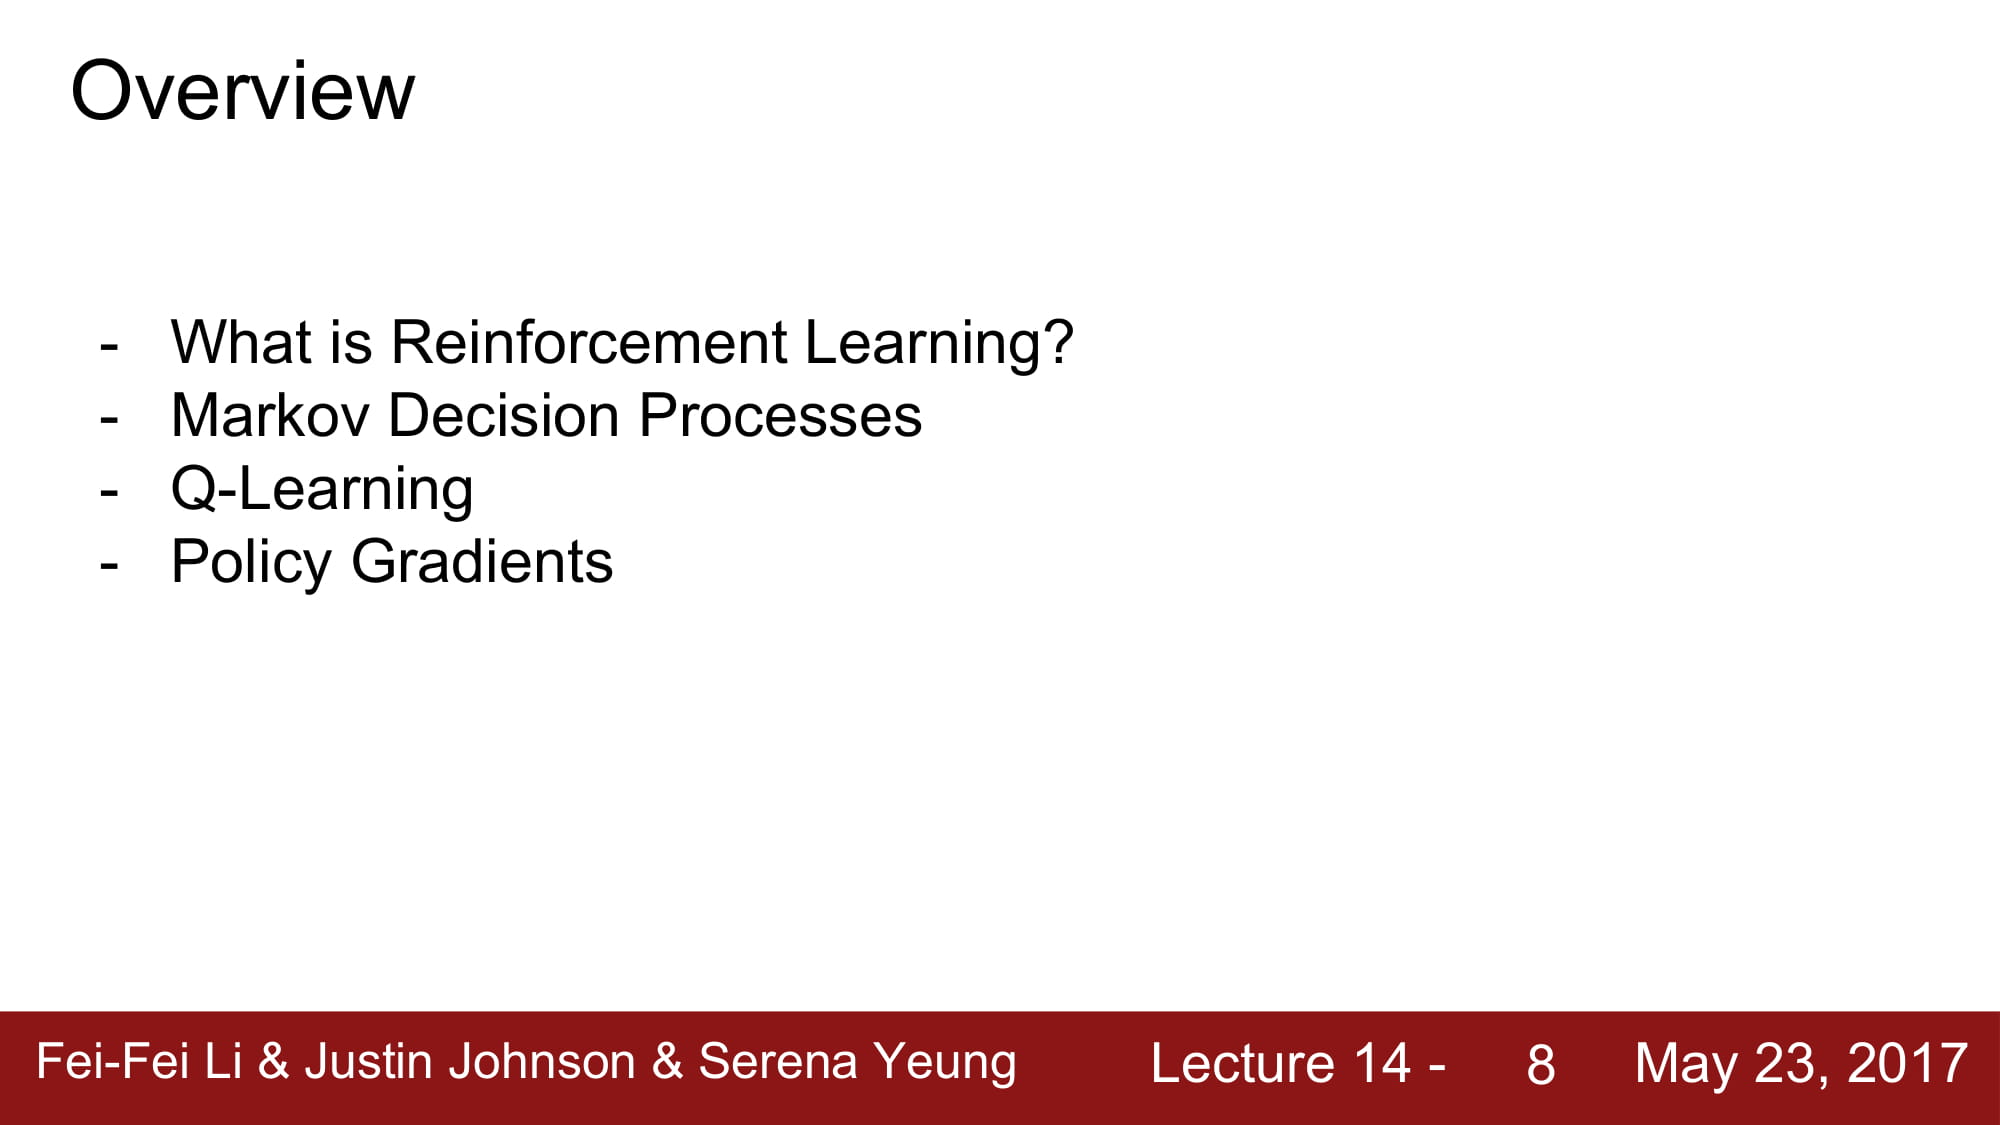 Overview
- What is Reinforcement Learning?
- Markov Decision Processes
- Q-Learning
- Policy Gradients
Fei-Fei Li & Justin Johnson & Serena Yeung Lecture 14 - 8 May 23, 2017